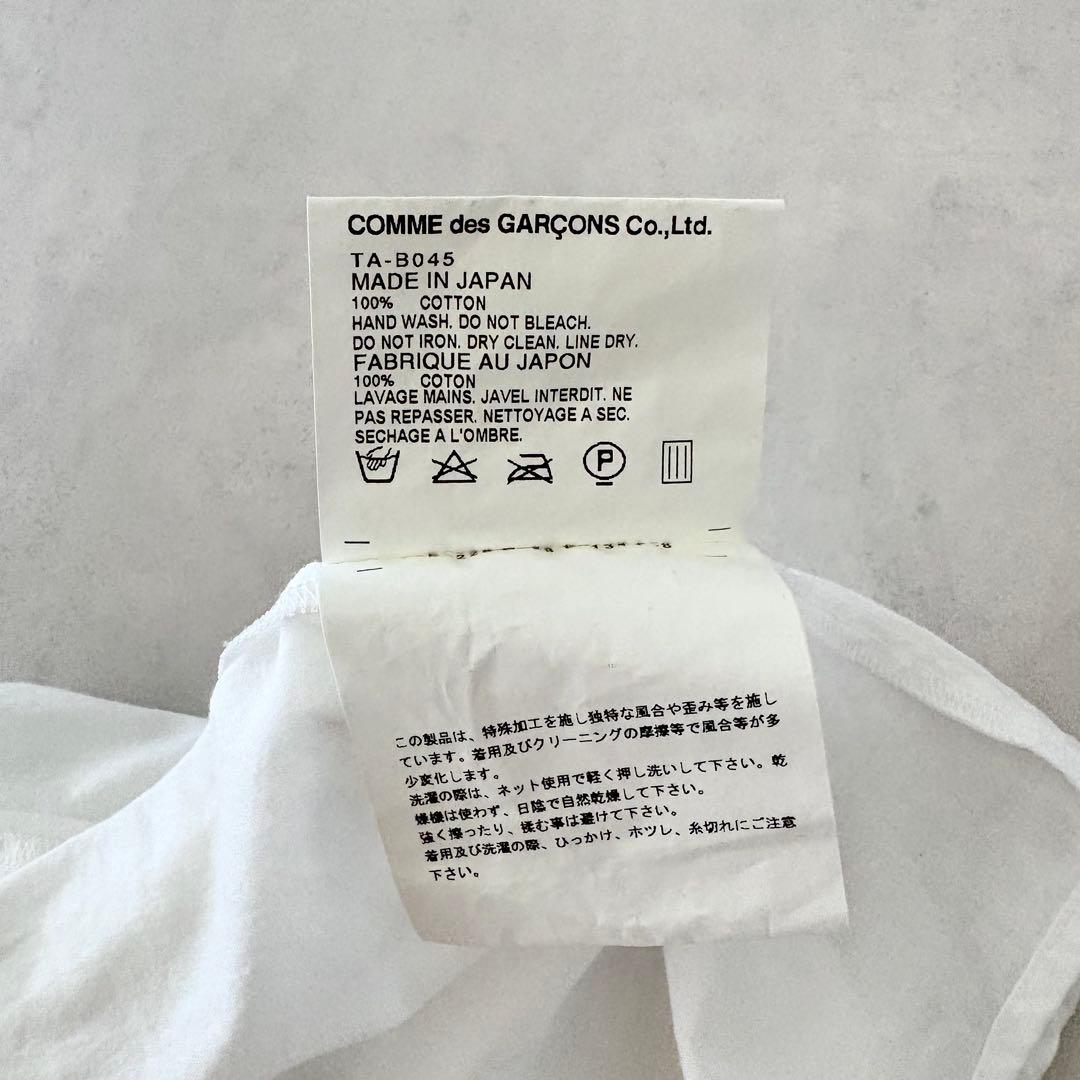 COMME des GARÇONS Co.,Ltd.
TA-B045
MADE IN JAPAN
100% COTTON
HAND WASH. DO NOT BLEACH.
DO NOT IRON. DRY CLEAN. LINE DRY.
FABRIQUE AU JAPON
100% COTON
LAVAGE MAINS. JAVEL INTERDIT. NE
PAS REPASSER. NETTOYAGE A SEC.
SECHAGE A L'OMBRE.
P
この製品は、特殊加工を施し独特な風合や歪み等を施し
ています。着用及びクリーニングの摩擦等で風合等が多
少変化します。
洗濯の際は、ネット使用で軽く押し洗いして下さい。乾
燥機は使わず、日陰で自然乾燥して下さい。
強く擦ったり、揉む事は避けて下さい。
着用及び洗濯の際、ひっかけ、ホツレ、糸切れにご注意
下さい。